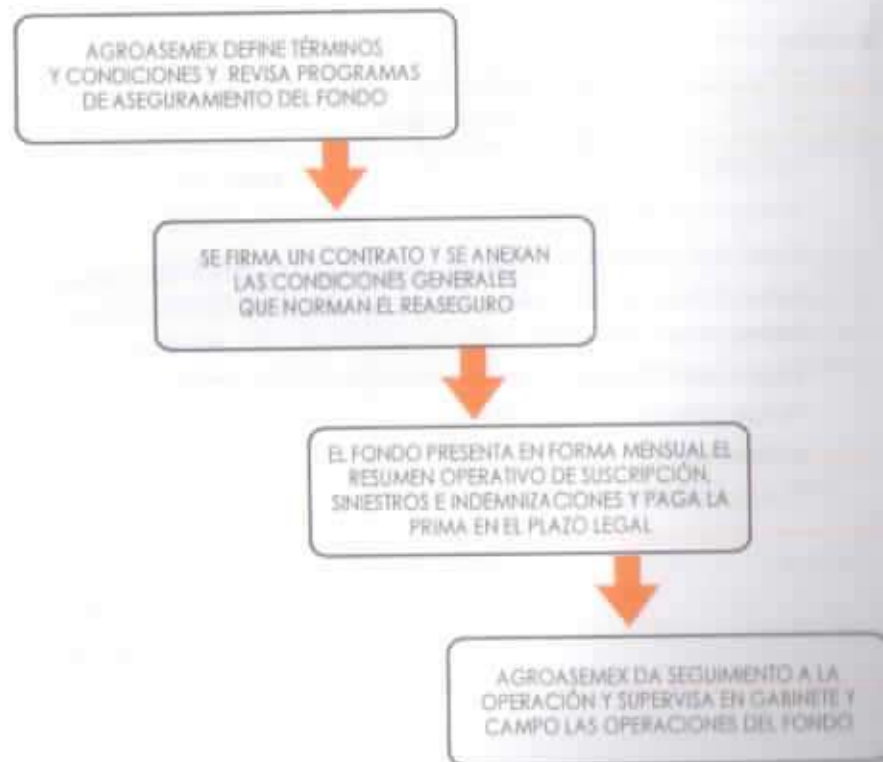 AGROASEMEX DEFINE TÉRMINOS
Y CONDICIONES Y REVISA PROGRAMAS
DE ASEGURAMIENTO DEL FONDO
SE FIRMA UN CONTRATO Y SE ANEXAN
LAS CONDICIONES GENERALES
QUE NORMAN EL REASEGURO
EL FONDO PRESENTA EN FORMA MENSUAL EL
RESUMEN OPERATIVO DE SUSCRIPCIÓN,
SINIESTROS E INDEMNIZACIONES Y PAGA LA
PRIMA EN EL PLAZO LEGAL
AGROASEMEX DA SEGUIMIENTO A LA
OPERACIÓN Y SUPERVISA EN GABINETE Y
CAMPO LAS OPERACIONES DEL FONDO